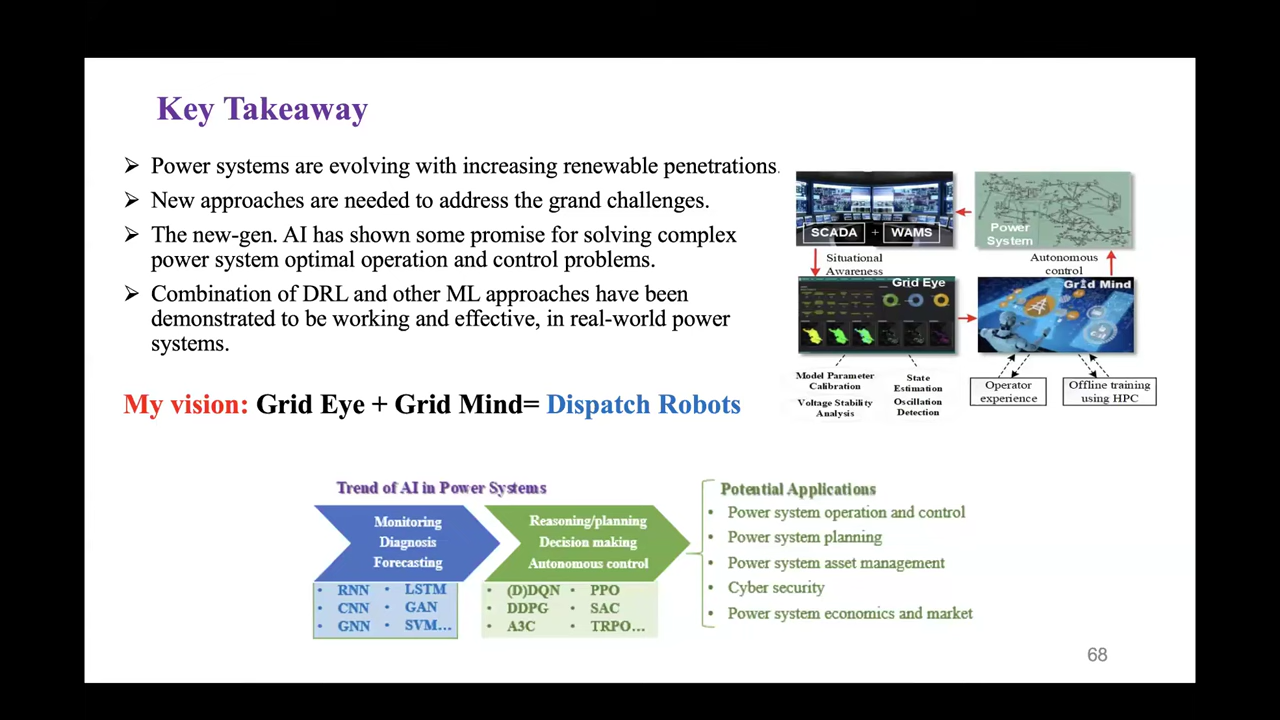 Key Takeaway
➢ Power systems are evolving with increasing renewable penetrations.
➢ New approaches are needed to address the grand challenges.
➢ The new-gen. AI has shown some promise for solving complex
power system optimal operation and control problems.
➢ Combination of DRL and other ML approaches have been
demonstrated to be working and effective, in real-world power
systems.
My vision: Grid Eye + Grid Mind= Dispatch Robots
SCADA + WAMS
Power
System
Situational
Awareness
Autonomous
control
Grid Eye
Grid Mind
Model Parameter
Calibration
Voltage Stability
Analysis
State
Estimation
Oscillation
Detection
Operator
experience
Offline training
using HPC
Trend of AI in Power Systems
Monitoring
Diagnosis
Forecasting
Reasoning/planning
Decision making
Autonomous control
• RNN • LSTM
• CNN • GAN
• GNN • SVM...
• (D)DQN • PPO
• DDPG • SAC
• A3C • TRPO...
Potential Applications
• Power system operation and control
• Power system planning
• Power system asset management
• Cyber security
• Power system economics and market
68